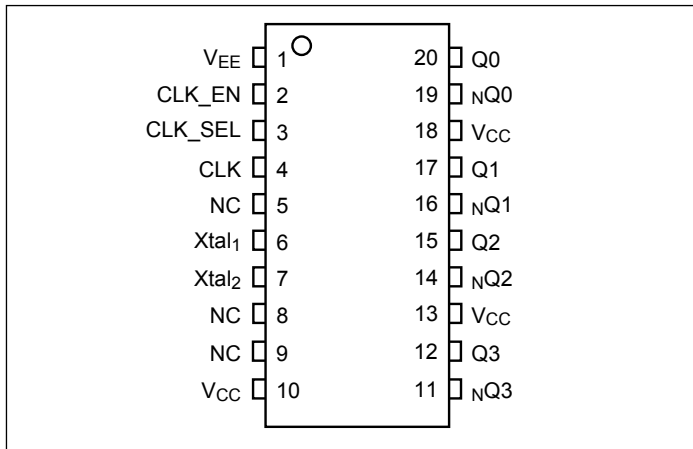 V_EE 1 20 Q0
CLK_EN 2 19 NQ0
CLK_SEL 3 18 VCC
CLK 4 17 Q1
NC 5 16 NQ1
Xtal1 6 15 Q2
Xtal2 7 14 NQ2
NC 8 13 VCC
NC 9 12 Q3
VCC 10 11 NQ3